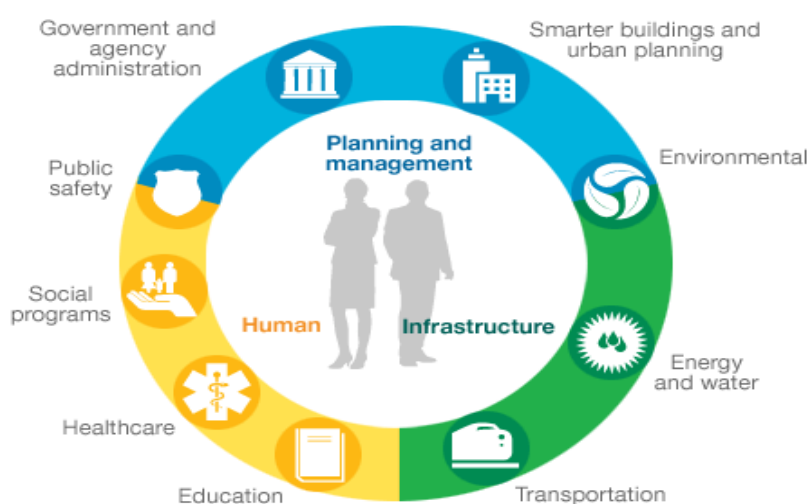 Government and
agency
administration
Smarter buildings and
urban planning
Planning and
management
Public
safety
Environmental
Social
programs
Human
Infrastructure
Energy
and water
Healthcare
Education
Transportation